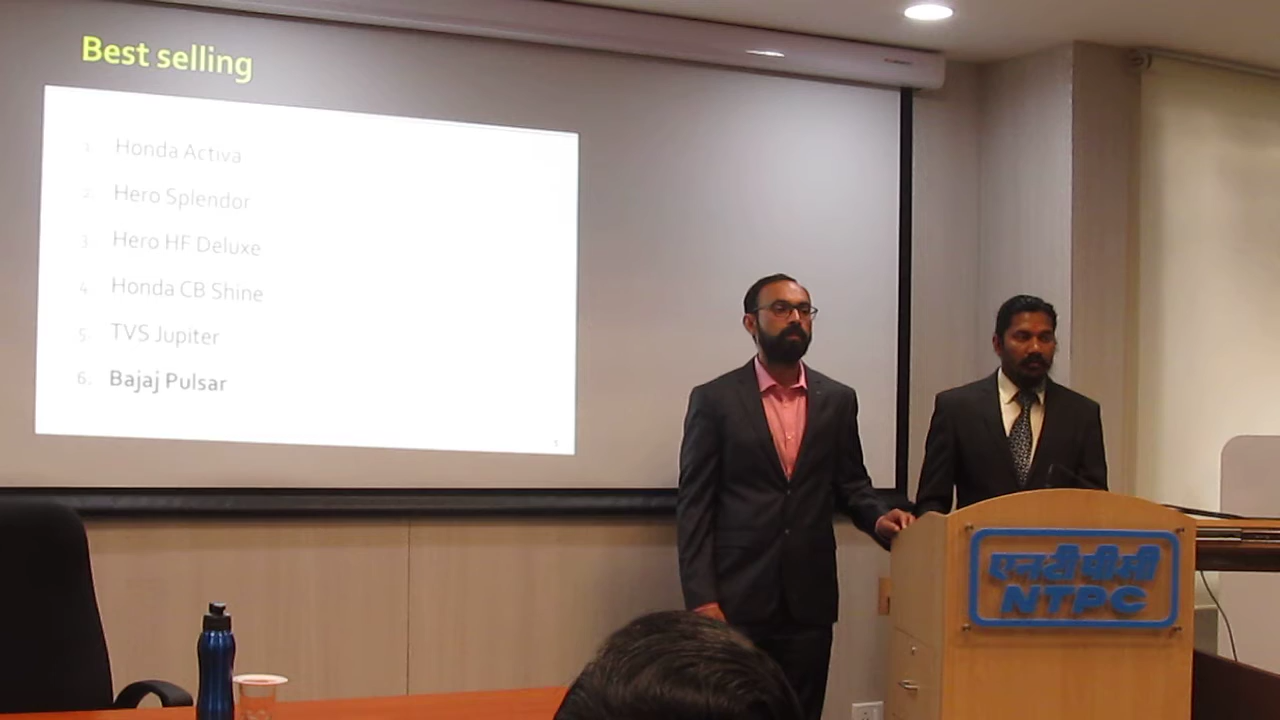 Best selling
1. Honda Activa
2. Hero Splendor
3. Hero HF Deluxe
4. Honda CB Shine
5. TVS Jupiter
6. Bajaj Pulsar
एनटीपीसी
NTPC